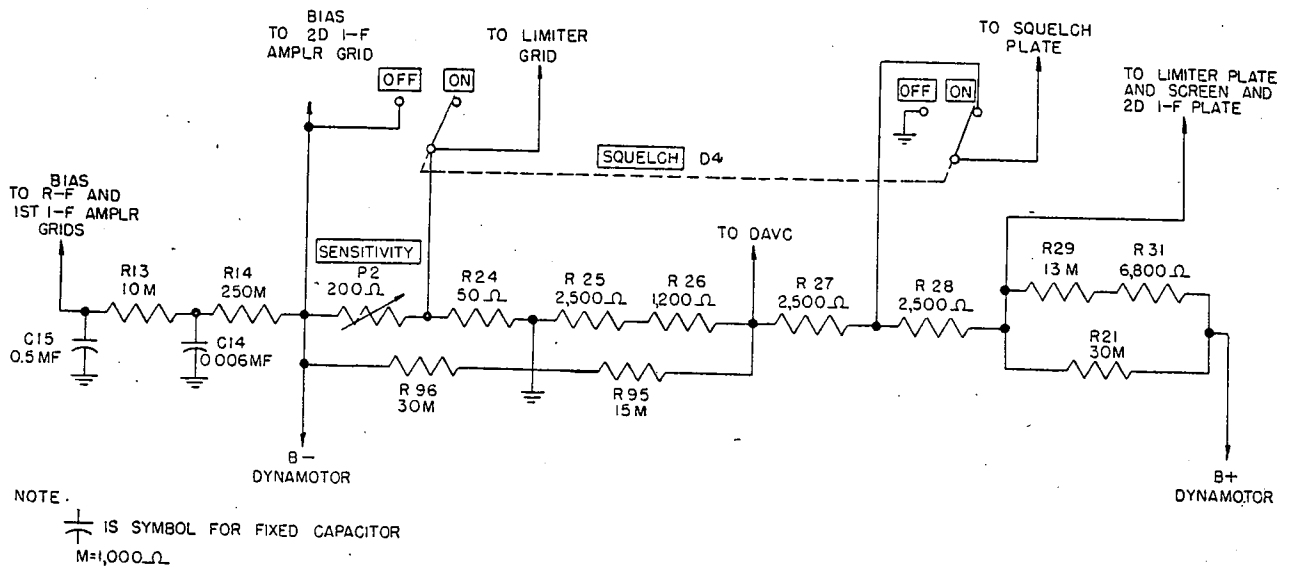 BIAS
TO 2D I-F
AMPLR GRID
OFF
ON
TO LIMITER
GRID
TO SQUELCH
PLATE
OFF
ON
TO LIMITER PLATE
AND SCREEN AND
2D I-F PLATE
SQUELCH D4
BIAS
TO R-F AND
1ST I-F AMPLR
GRIDS
SENSITIVITY
TO DAVC
R13
10M
R14
250M
P2
200Ω
R24
50Ω
R 25
2,500Ω
R 26
1,200Ω
R 27
2,500Ω
R 28
2,500Ω
R29
13 M
R 31
6,800Ω
R21
30M
C15
0.5 MF
C14
0.006MF
R 96
30M
R 95
15M
B-
DYNAMOTOR
B+
DYNAMOTOR
NOTE.
IS SYMBOL FOR FIXED CAPACITOR
M=1,000Ω